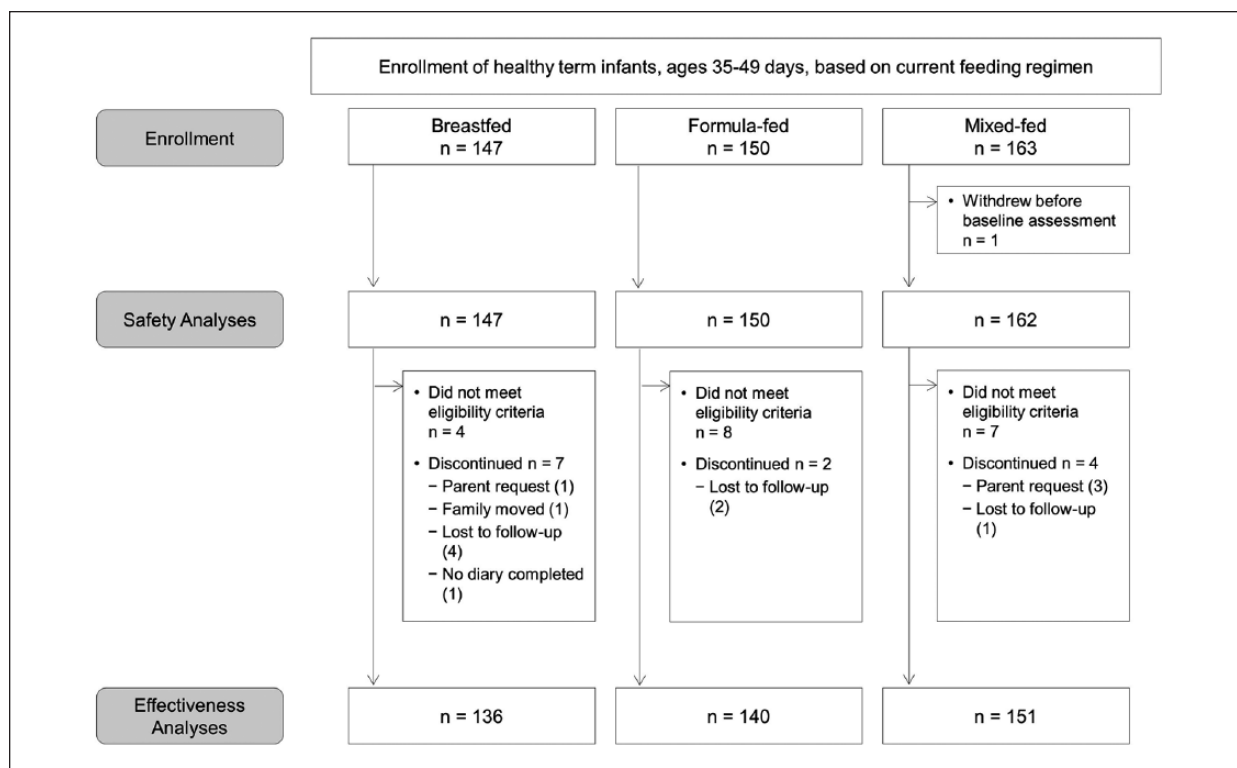 Enrollment of healthy term infants, ages 35-49 days, based on current feeding regimen
Enrollment
Breastfed
n = 147
Formula-fed
n = 150
Mixed-fed
n = 163
• Withdrew before
baseline assessment
n = 1
Safety Analyses
n = 147
n = 150
n = 162
• Did not meet
eligibility criteria
n = 4
• Discontinued n = 7
− Parent request (1)
− Family moved (1)
− Lost to follow-up
(4)
− No diary completed
(1)
• Did not meet
eligibility criteria
n = 8
• Discontinued n = 2
− Lost to follow-up
(2)
• Did not meet
eligibility criteria
n = 7
• Discontinued n = 4
− Parent request (3)
− Lost to follow-up
(1)
Effectiveness
Analyses
n = 136
n = 140
n = 151